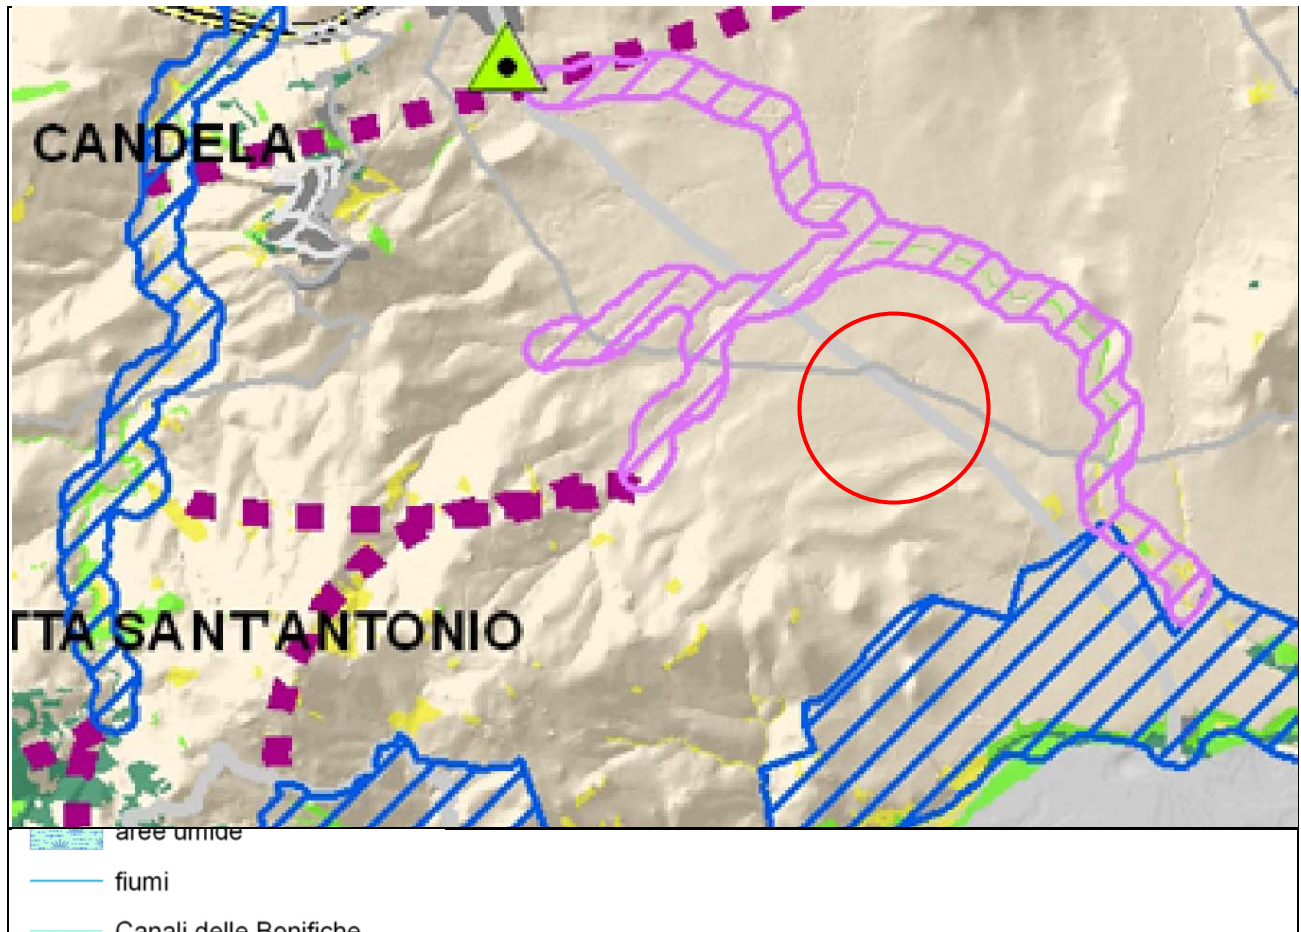 CANDELA
TTA SANT'ANTONIO
aree umide
fiumi
Canali delle Bonifiche